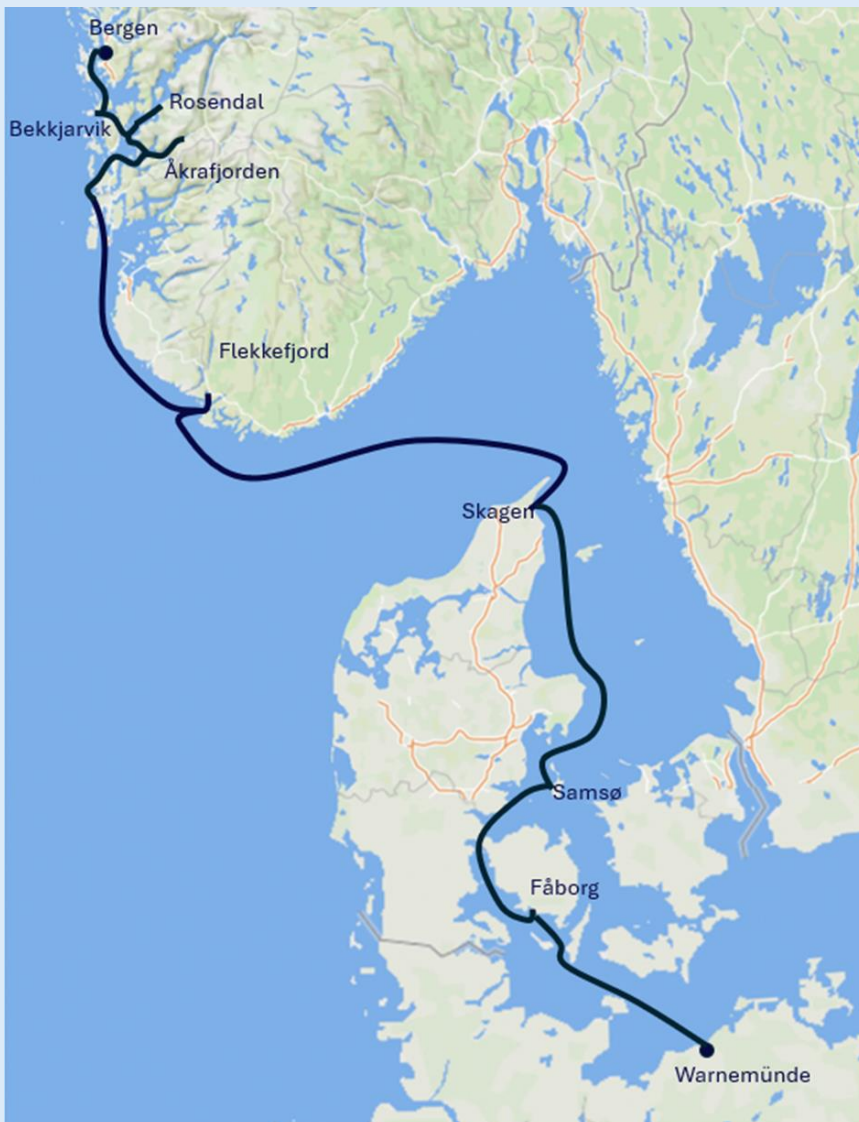 Bergen
Rosendal
Bekkjarvik
Åkrafjorden
Flekkefjord
Skagen
Samsø
Fåborg
Warnemünde